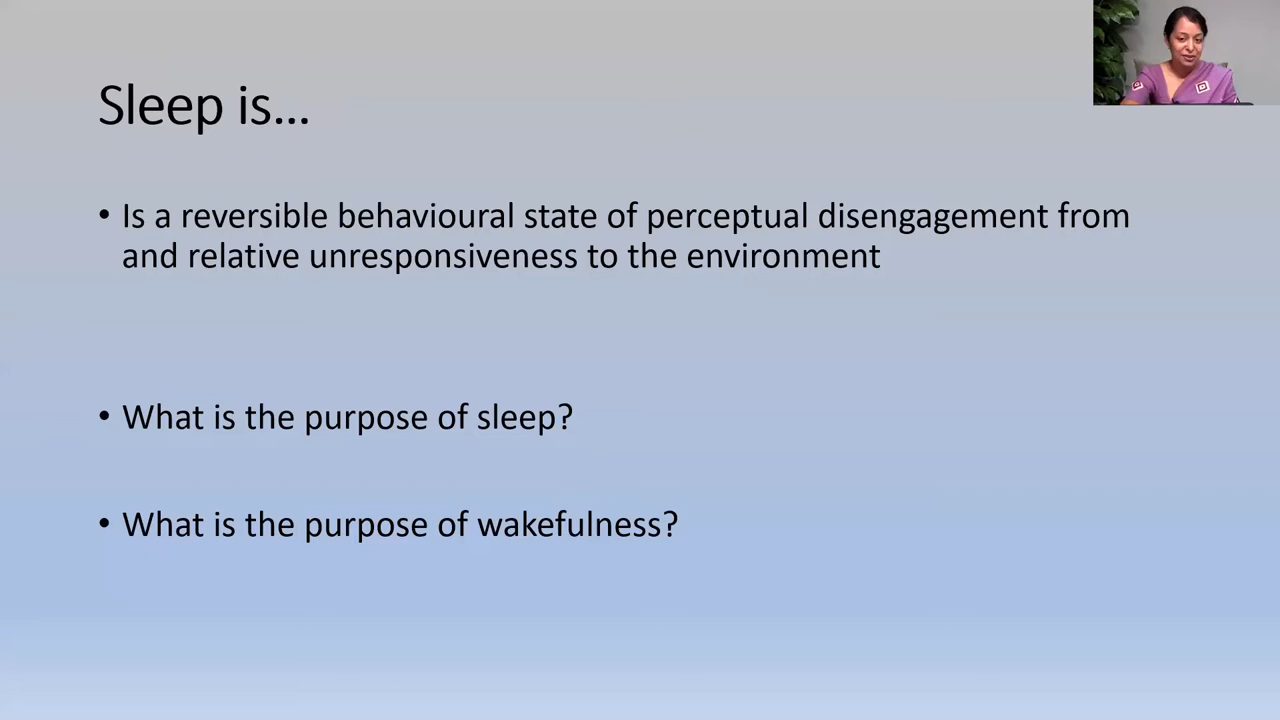 Sleep is...
• Is a reversible behavioural state of perceptual disengagement from
and relative unresponsiveness to the environment
• What is the purpose of sleep?
• What is the purpose of wakefulness?